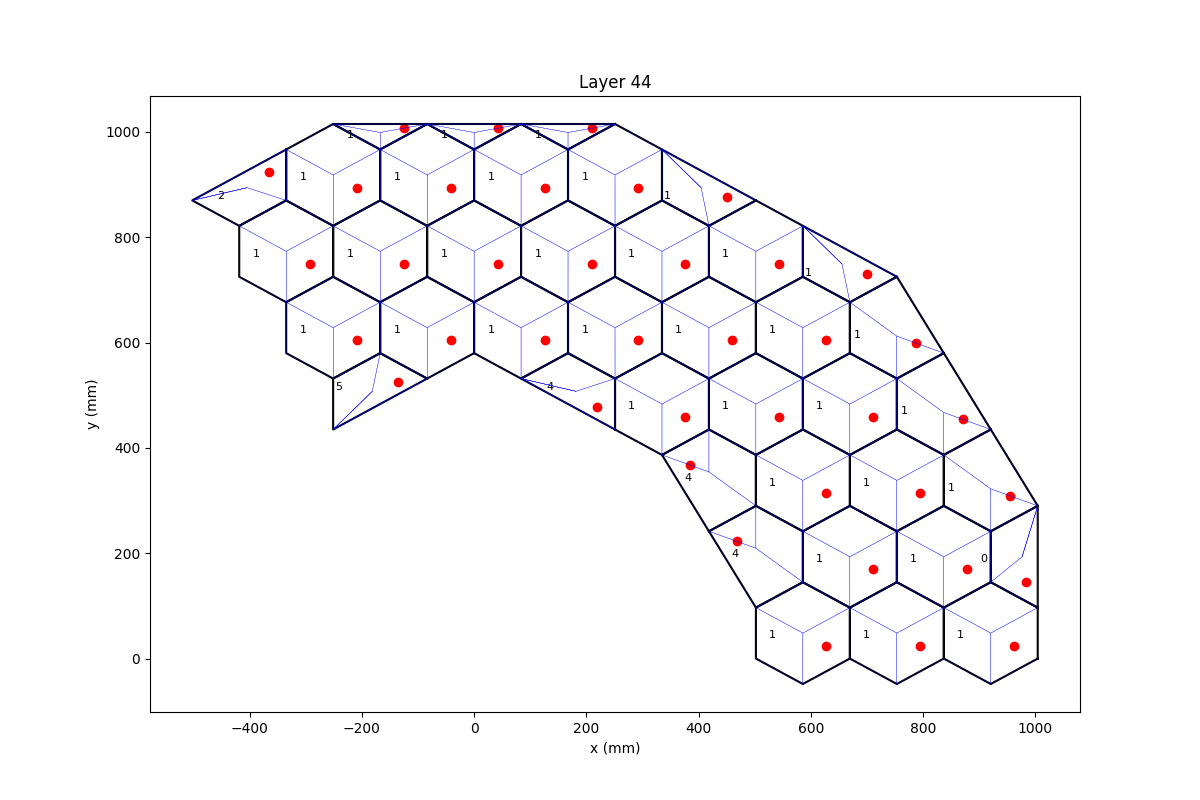 Layer 44
1000 1 1 1
1 1 1 1
2 1
800
1 1 1 1 1 1
1
1 1 1 1 1 1 1
600
5 4
1 1 1 1
400
4 1 1 1
200 4 1 1 0
1 1 1
0
−400 −200 0 200 400 600 800 1000
x (mm)
y (mm)